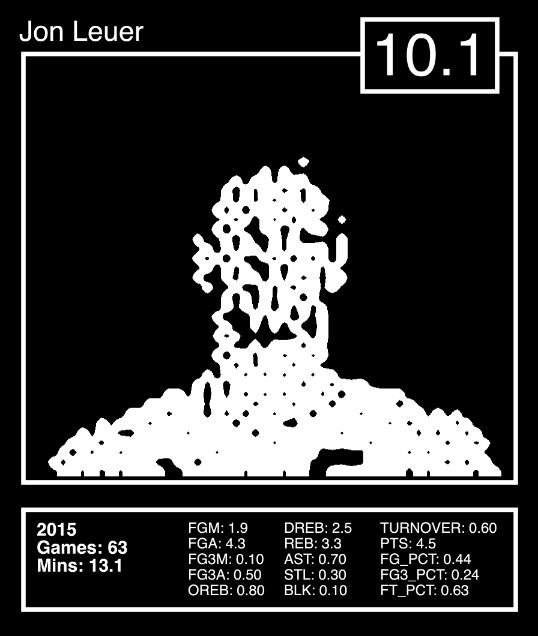 Jon Leuer
10.1
2015
Games: 63
Mins: 13.1
FGM: 1.9
FGA: 4.3
FG3M: 0.10
FG3A: 0.50
OREB: 0.80
DREB: 2.5
REB: 3.3
AST: 0.70
STL: 0.30
BLK: 0.10
TURNOVER: 0.60
PTS: 4.5
FG_PCT: 0.44
FG3_PCT: 0.24
FT_PCT: 0.63